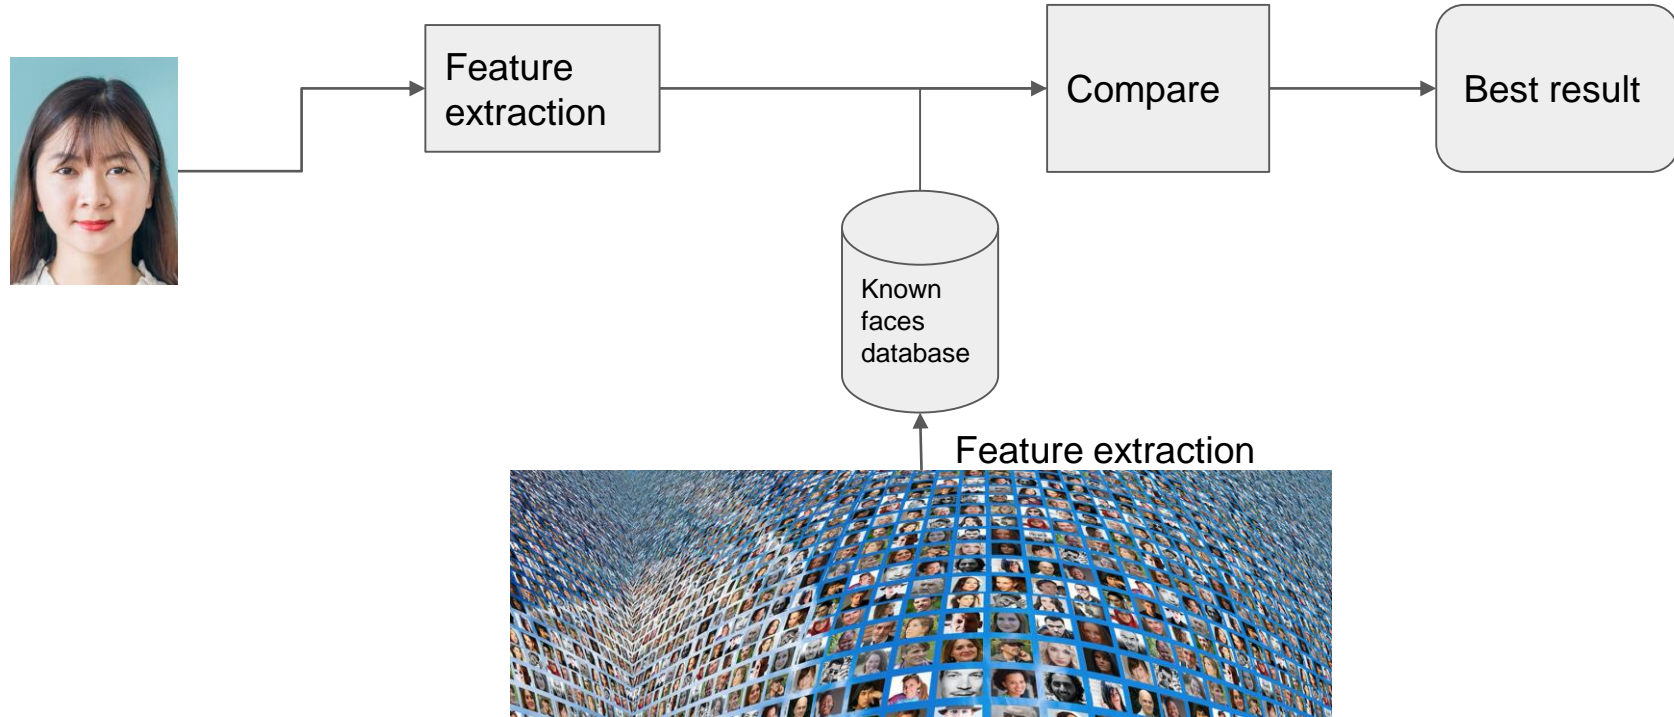 Feature
extraction
Compare
Best result
Known
faces
database
Feature extraction